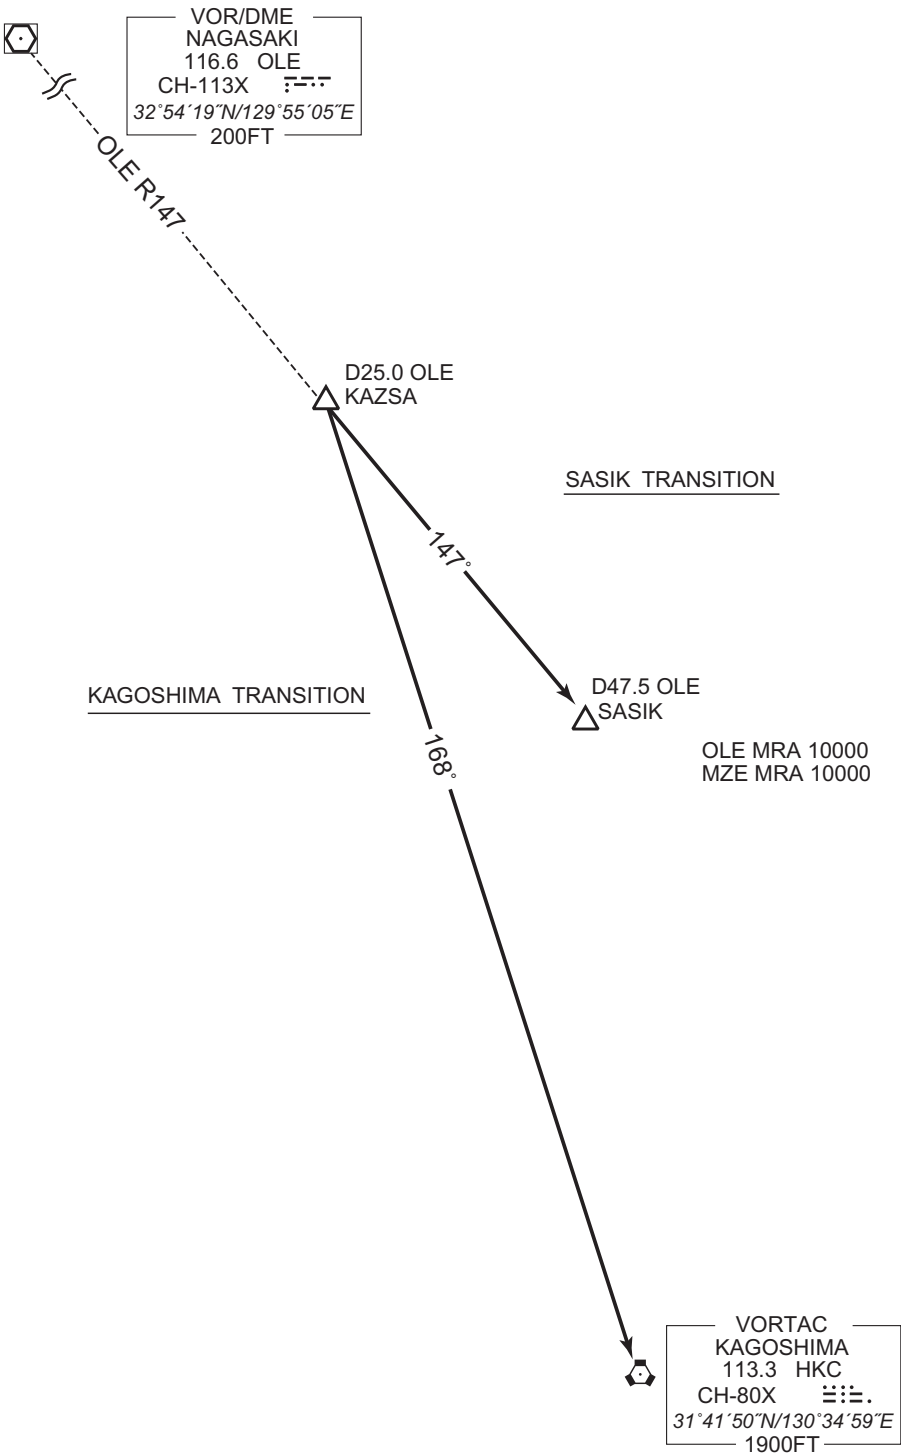 VOR/DME
NAGASAKI
116.6 OLE
CH-113X
32°54´19˝N/129°55´05˝E
200FT
OLE R147
D25.0 OLE
KAZSA
SASIK TRANSITION
147°
KAGOSHIMA TRANSITION
D47.5 OLE
SASIK
168°
OLE MRA 10000
MZE MRA 10000
VORTAC
KAGOSHIMA
113.3 HKC
CH-80X
31°41´50˝N/130°34´59˝E
1900FT